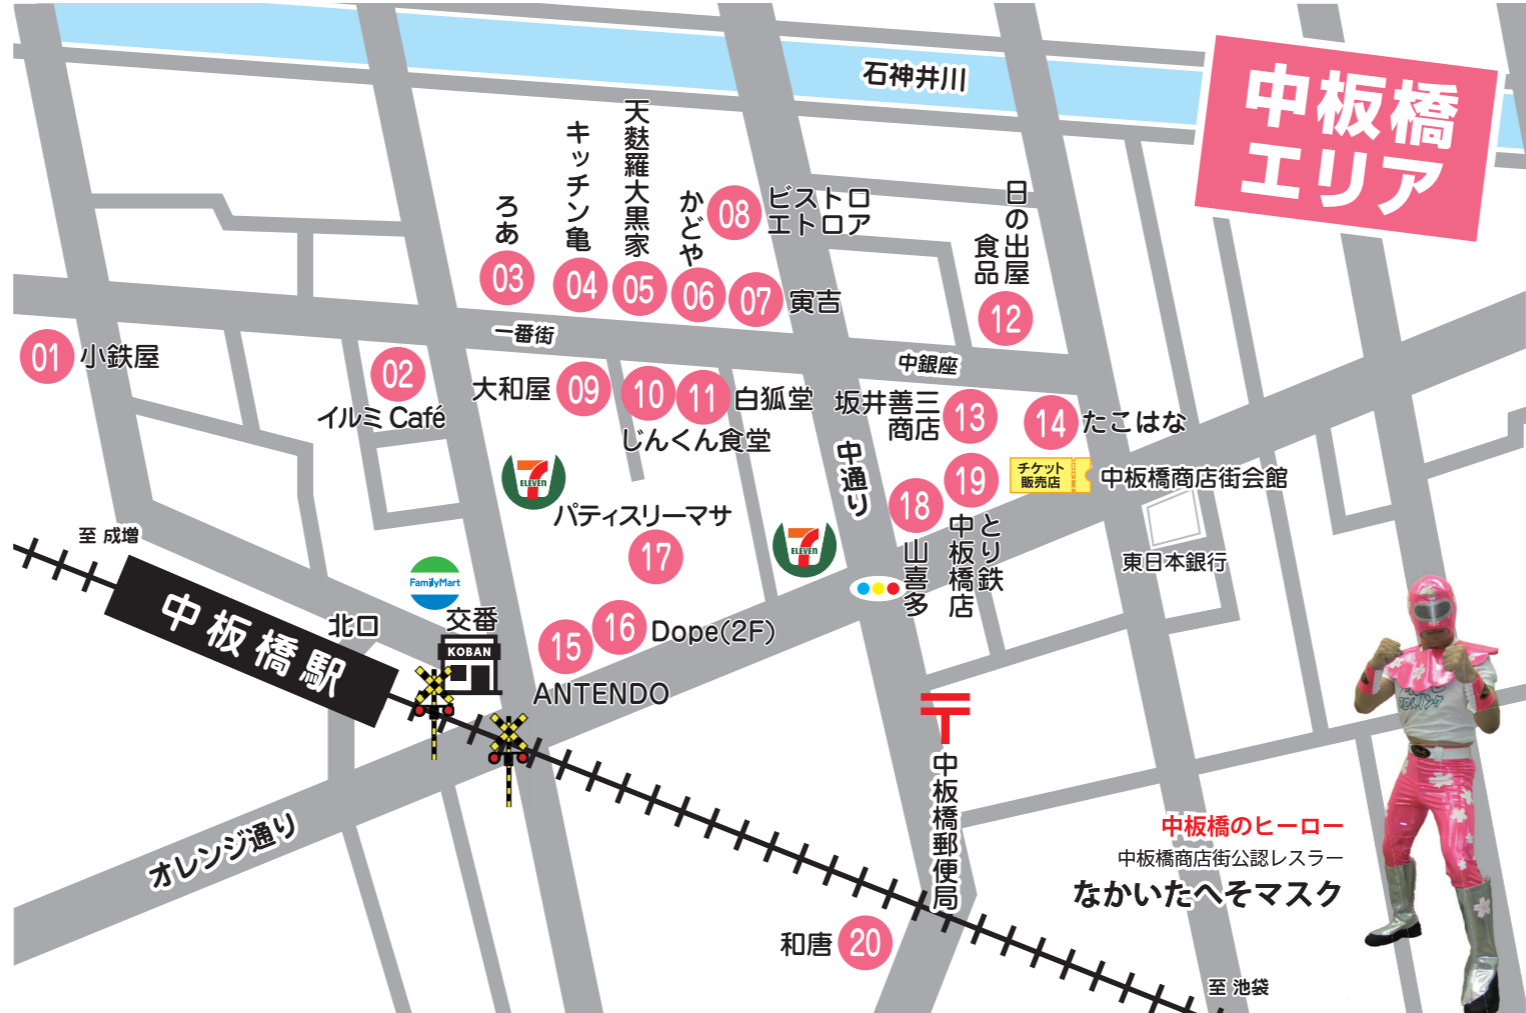 石神井川
中板橋
エリア
ろあ
03
キッチン亀
04
天麩羅大黒家
05
かどや
06
08
ビストロ
エトロア
07
寅吉
日の出屋
食品
12
一番街
中銀座
01
小鉄屋
02
イルミ Café
大和屋
09
10
11
白狐堂
じんくん食堂
坂井善三
商店
13
14
たこはな
中通り
チケット
販売店
中板橋商店街会館
ELEVEN
パティスリーマサ
17
ELEVEN
18
山喜多
19
とり鉄
中板橋店
東日本銀行
至 成増
中板橋駅
北口
FamilyMart
交番
KOBAN
15
ANTENDO
16
Dope(2F)
オレンジ通り
中板橋郵便局
中板橋のヒーロー
中板橋商店街公認レスラー
なかいたへそマスク
和唐
20
至 池袋